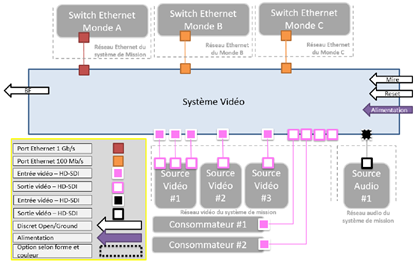 Switch Ethernet
Monde A
Switch Ethernet
Monde B
Switch Ethernet
Monde C
Réseau Ethernet du
système de Mission
Réseau Ethernet
du Monde B
Réseau Ethernet
du Monde C
BF
Système Vidéo
Mire
Reset
Alimentation
Port Ethernet 1 Gb/s
Port Ethernet 100 Mb/s
Entrée vidéo – HD-SDI
Sortie vidéo – HD-SDI
Entrée vidéo – HD-SDI
Sortie vidéo – HD-SDI
Discret Open/Ground
Alimentation
Option selon forme et
couleur
Source
Vidéo
#1
Source
Vidéo
#2
Source
Vidéo
#3
Source
Audio
#1
Réseau vidéo du système de mission
Réseau audio du
système de mission
Consommateur #1
Consommateur #2